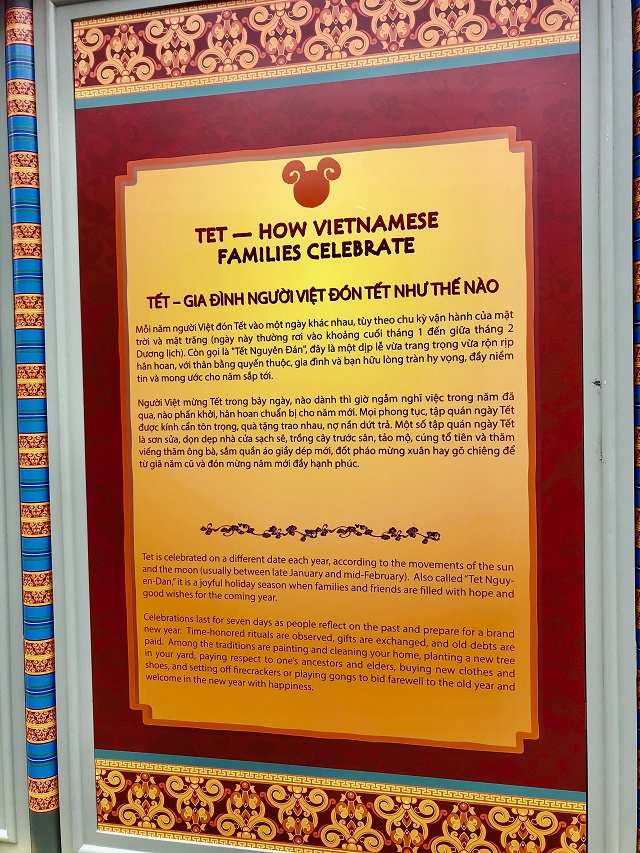 TET — HOW VIETNAMESE
FAMILIES CELEBRATE
TẾT – GIA ĐÌNH NGƯỜI VIỆT ĐÓN TẾT NHƯ THẾ NÀO
Mỗi năm người Việt đón Tết vào một ngày khác nhau, tùy theo chu kỳ vận hành của mặt
trời và mặt trăng (ngày này thường rơi vào khoảng cuối tháng 1 đến giữa tháng 2
Dương lịch). Còn gọi là "Tết Nguyên Đán", đây là một dịp lễ vừa trang trọng vừa rộn rịp
hân hoan, với thân bằng quyến thuộc, gia đình và bạn hữu lòng tràn hy vọng, đầy niềm
tin và mong ước cho năm sắp tới.
Người Việt mừng Tết trong bảy ngày, nào dành thì giờ ngẫm nghĩ việc trong năm đã
qua, nào phấn khởi, hân hoan chuẩn bị cho năm mới. Mọi phong tục, tập quán ngày Tết
được kính cẩn tôn trọng, quà tặng trao nhau, nợ nần dứt trả. Một số tập quán ngày Tết
là sơn sửa, dọn dẹp nhà cửa sạch sẽ, trồng cây trước sân, tảo mộ, cúng tổ tiên và thăm
viếng thăm ông bà, sắm quần áo giầy dép mới, đốt pháo mừng xuân hay gõ chiêng để
từ giã năm cũ và đón mừng năm mới đầy hạnh phúc.
Tet is celebrated on a different date each year, according to the movements of the sun
and the moon (usually between late January and mid-February). Also called "Tet Nguy-
en-Dan," it is a joyful holiday season when families and friends are filled with hope and
good wishes for the coming year.
Celebrations last for seven days as people reflect on the past and prepare for a brand
new year. Time-honored rituals are observed, gifts are exchanged, and old debts are
paid. Among the traditions are painting and cleaning your home, planting a new tree
in your yard, paying respect to one's ancestors and elders, buying new clothes and
shoes, and setting off firecrackers or playing gongs to bid farewell to the old year and
welcome in the new year with happiness.